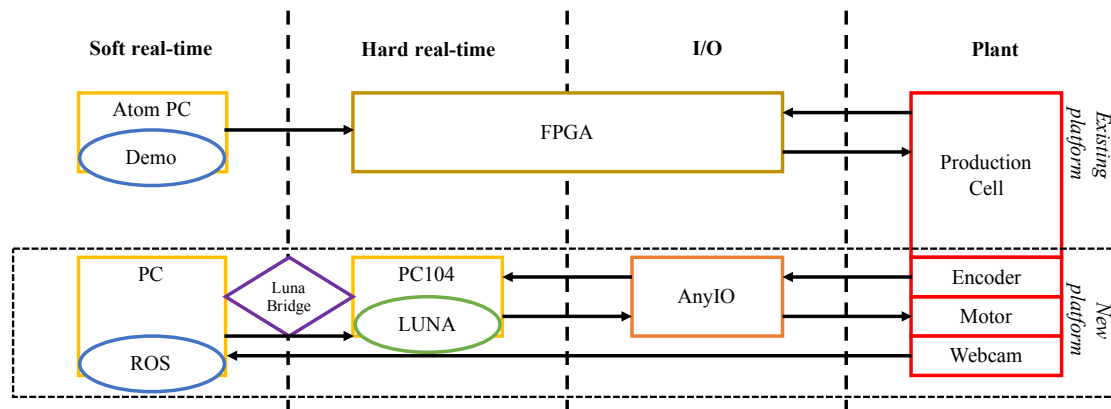 Soft real-time
Hard real-time
I/O
Plant
Atom PC
Demo
FPGA
Production
Cell
Existing
platform
PC
Luna
Bridge
PC104
LUNA
AnyIO
Encoder
Motor
Webcam
ROS
New
platform